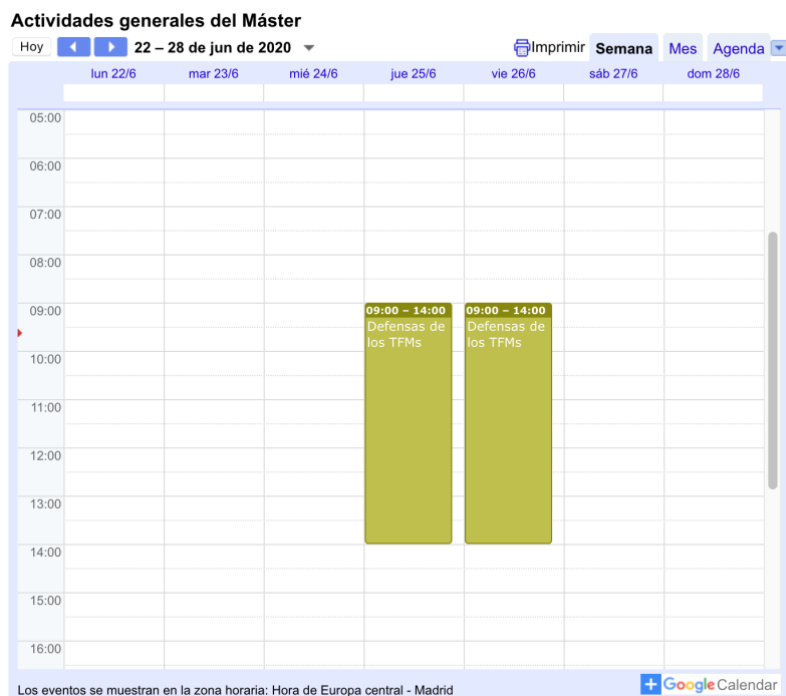 Actividades generales del Máster
Hoy 22 – 28 de jun de 2020 Imprimir Semana Mes Agenda
lun 22/6 mar 23/6 mié 24/6 jue 25/6 vie 26/6 sáb 27/6 dom 28/6
05:00
06:00
07:00
08:00
09:00 09:00 – 14:00 09:00 – 14:00
Defensas de Defensas de
los TFMs los TFMs
10:00
11:00
12:00
13:00
14:00
15:00
16:00
Los eventos se muestran en la zona horaria: Hora de Europa central - Madrid
Google Calendar